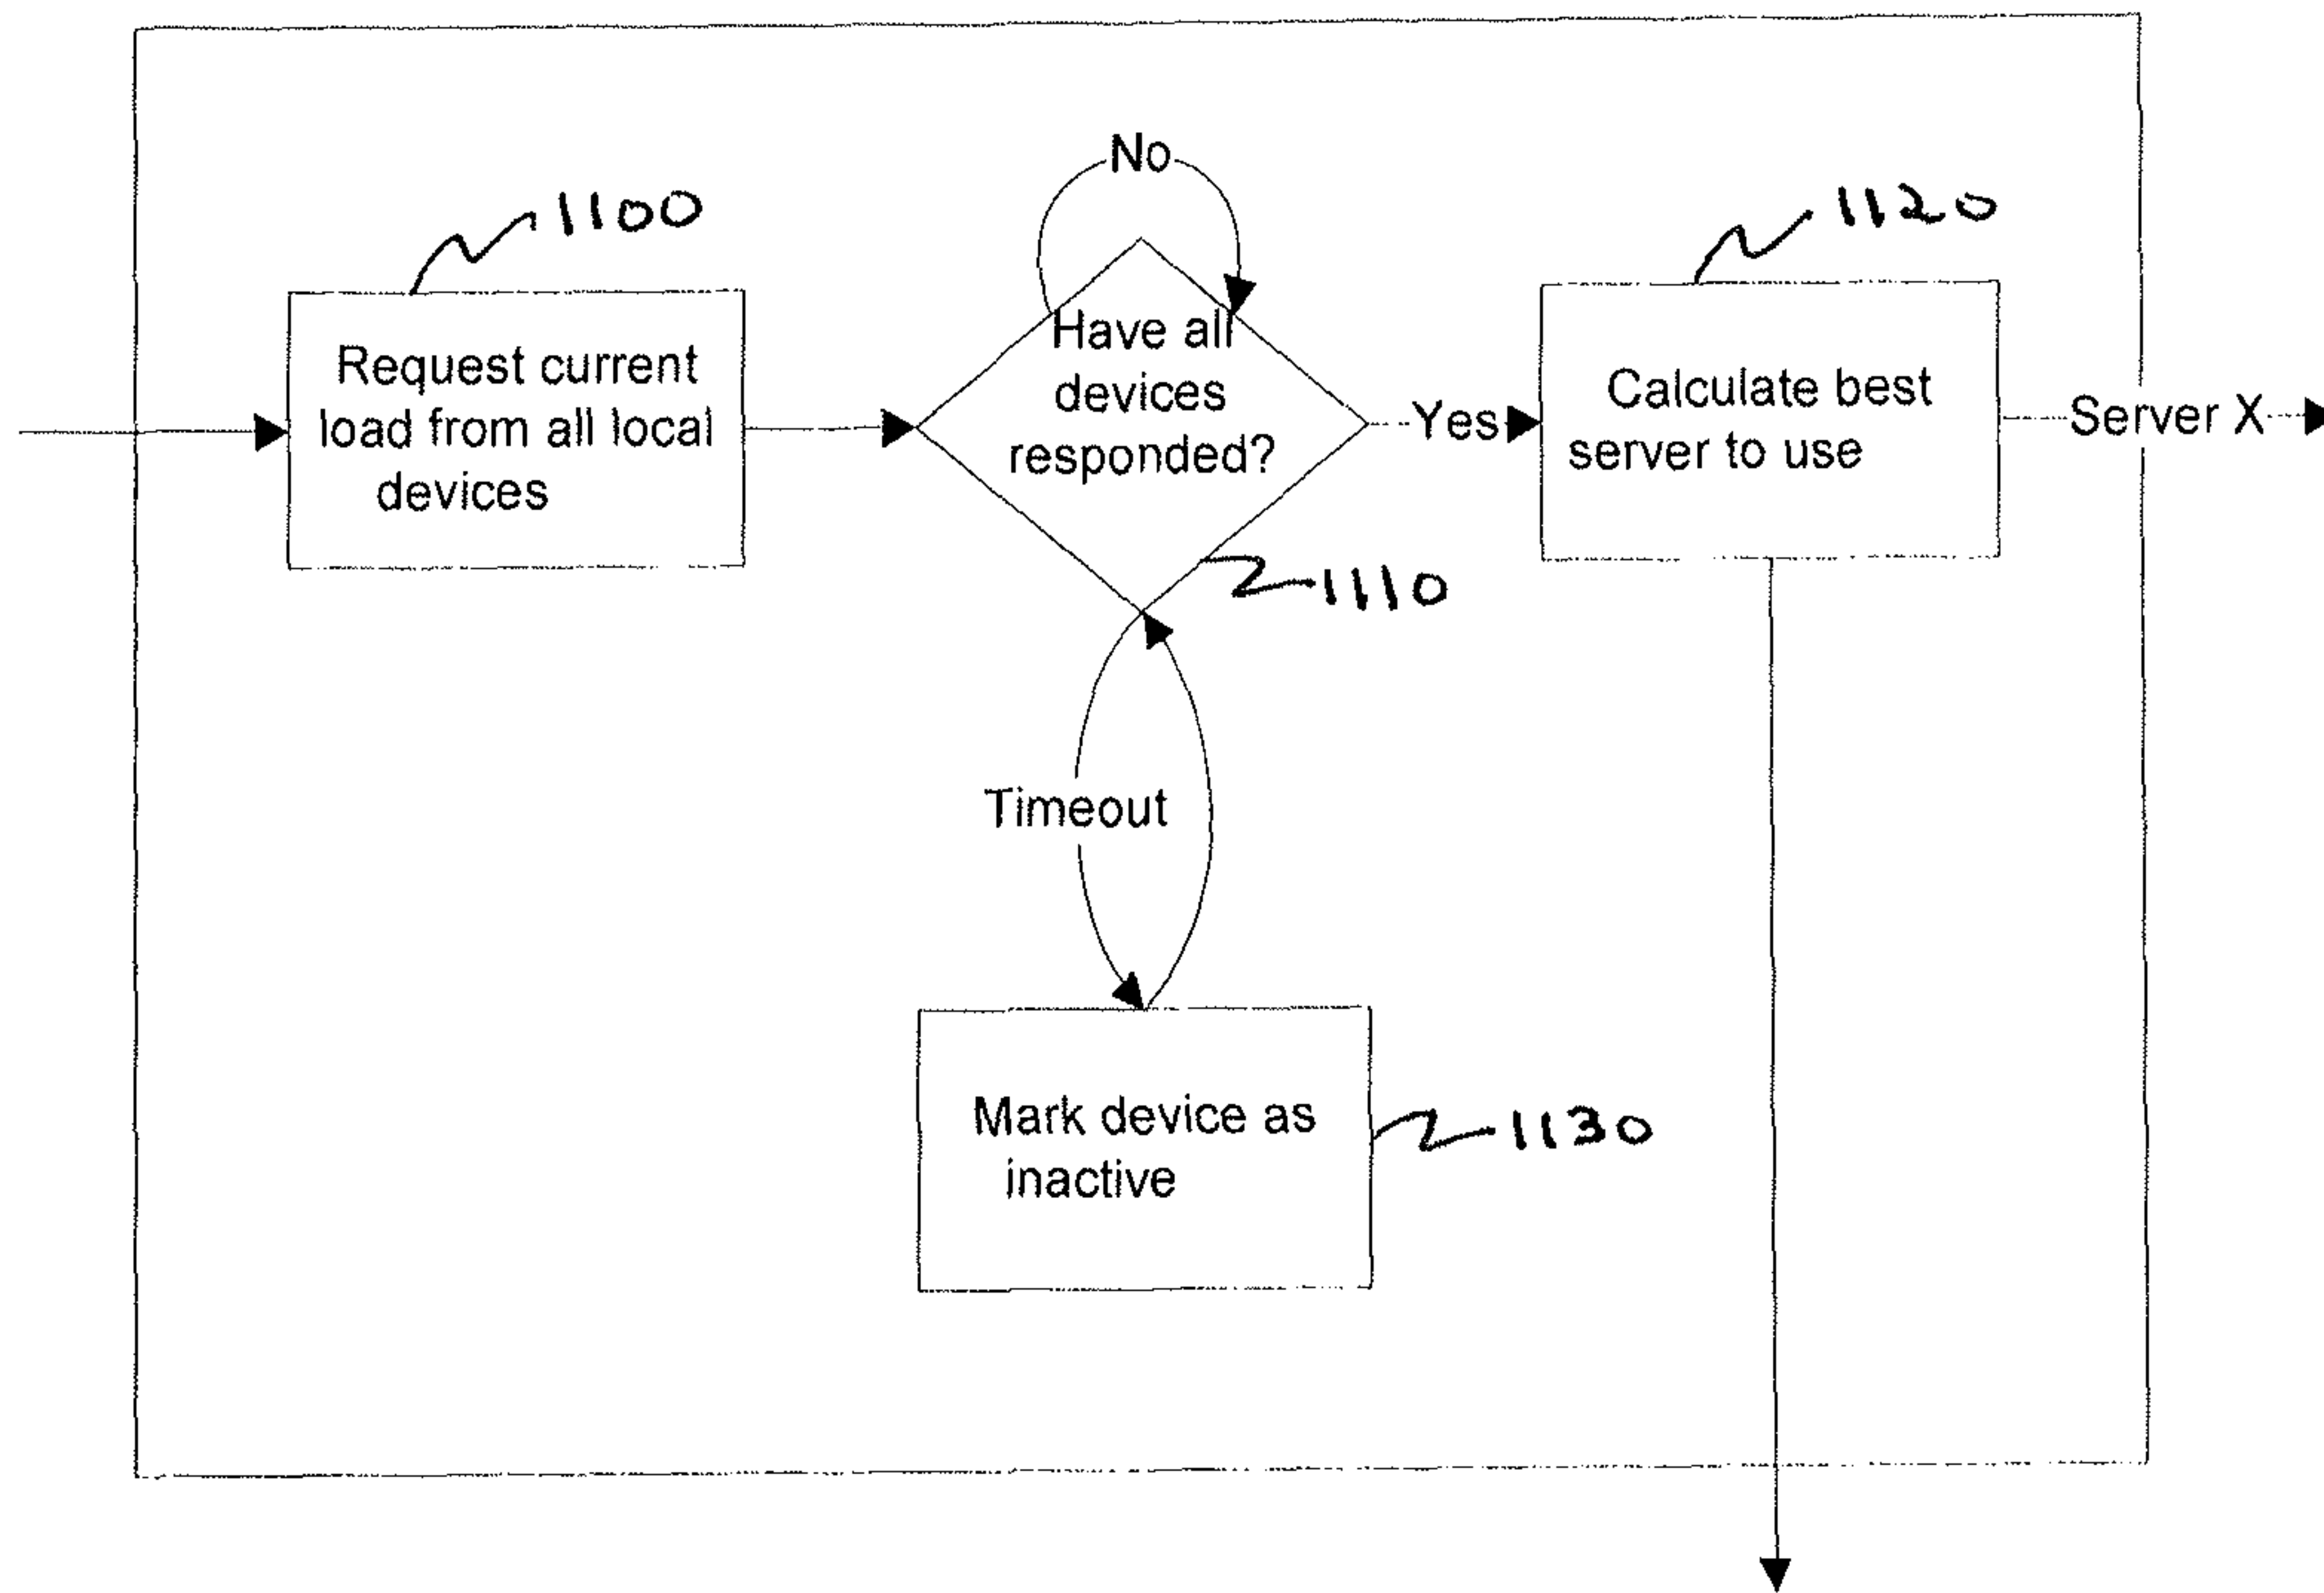 No
1100
1120
Request current
load from all local
devices
Have all
devices
responded?
Yes
Calculate best
server to use
Server X
1110
Timeout
Mark device as
inactive
1130